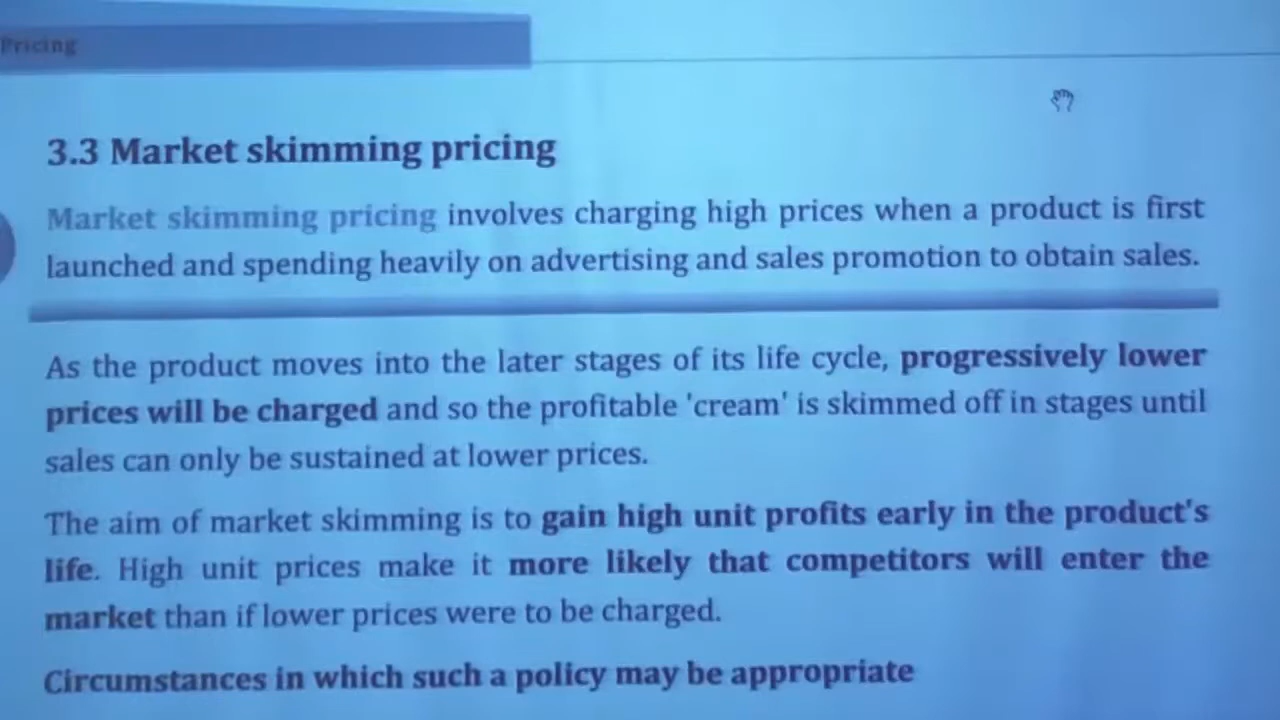 Pricing
3.3 Market skimming pricing
Market skimming pricing involves charging high prices when a product is first
launched and spending heavily on advertising and sales promotion to obtain sales.
As the product moves into the later stages of its life cycle, progressively lower
prices will be charged and so the profitable 'cream' is skimmed off in stages until
sales can only be sustained at lower prices.
The aim of market skimming is to gain high unit profits early in the product's
life. High unit prices make it more likely that competitors will enter the
market than if lower prices were to be charged.
Circumstances in which such a policy may be appropriate